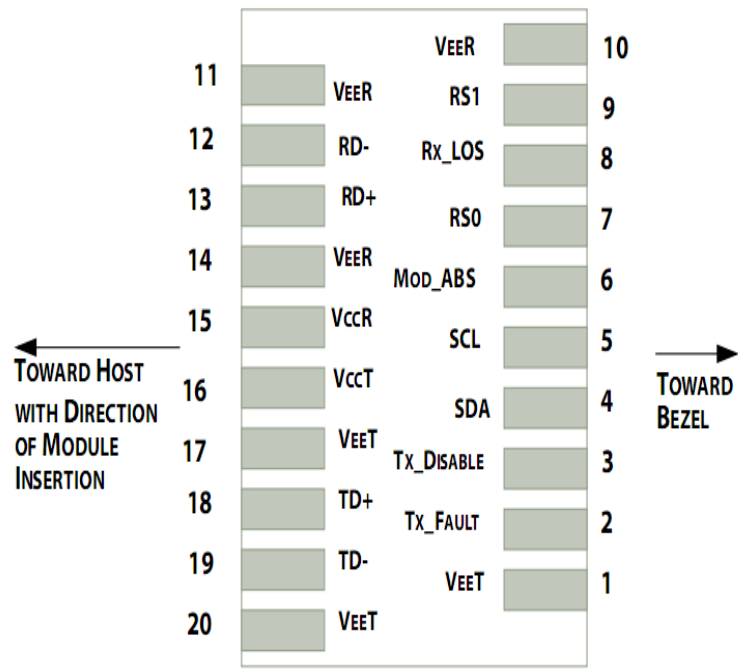 11 VEER
12 RD-
13 RD+
14 VEER
15 VCCR
16 VCCT
17 VEET
18 TD+
19 TD-
20 VEET
VEER 10
RS1 9
RX_LOS 8
RS0 7
MOD_ABS 6
SCL 5
SDA 4
TX_DISABLE 3
TX_FAULT 2
VEET 1
TOWARD HOST
WITH DIRECTION
OF MODULE
INSERTION
TOWARD
BEZEL